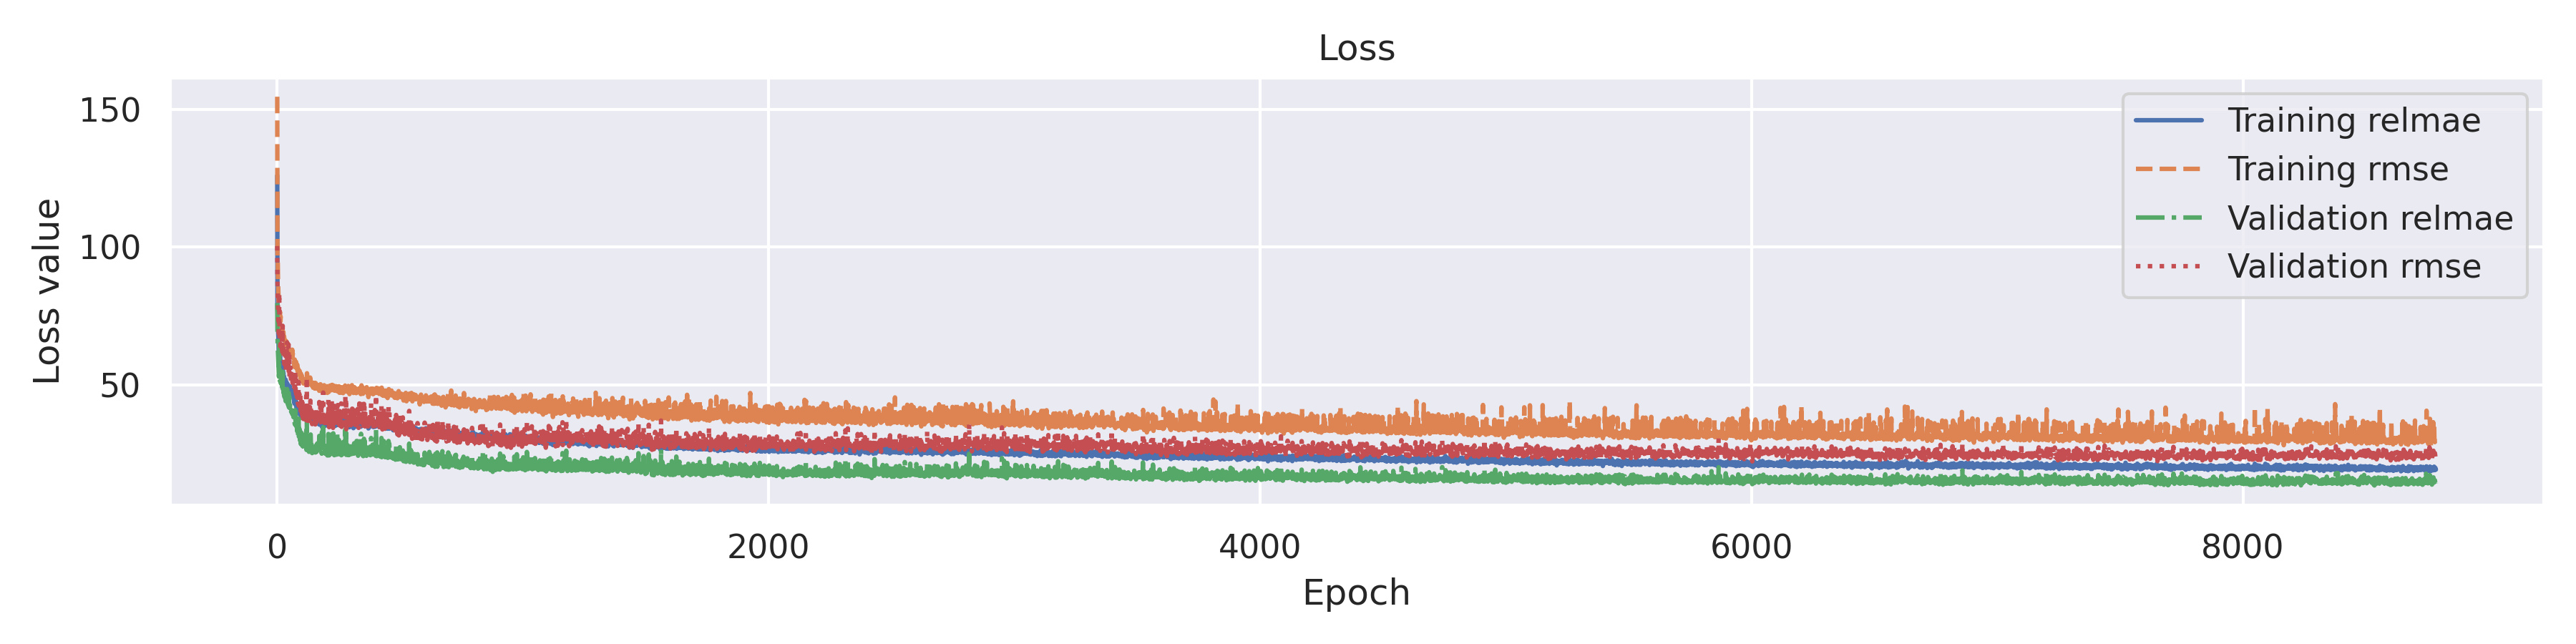 Loss
150
100
50
Loss value
0
2000
4000
6000
8000
Epoch
Training relmae
Training rmse
Validation relmae
Validation rmse